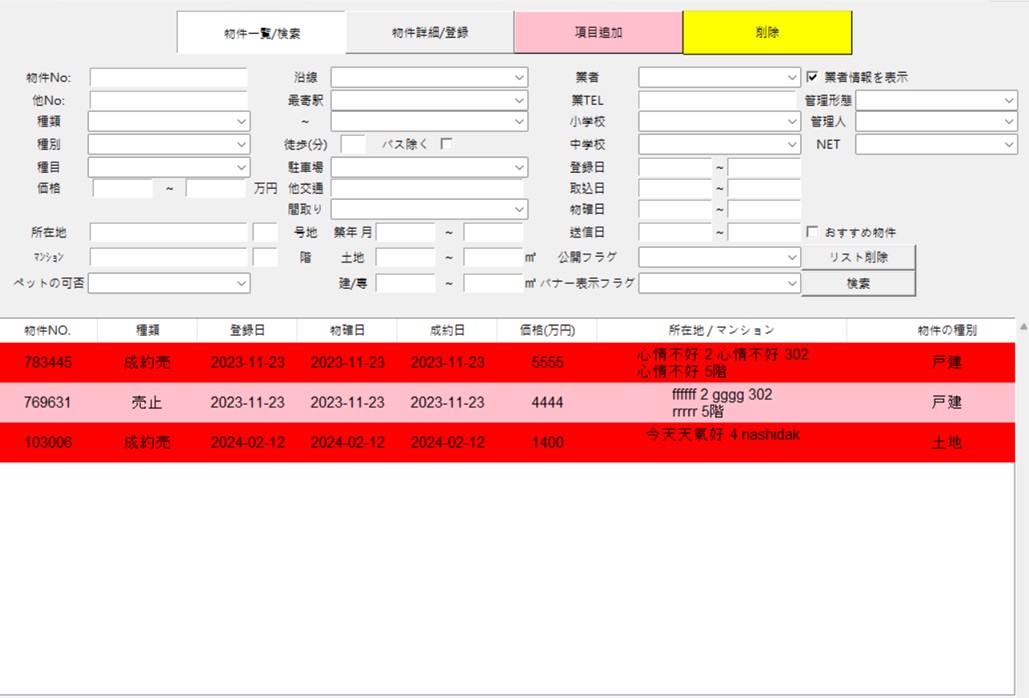 物件一覧/検索 物件詳細/登録 項目追加 削除
物件No: 沿線 業者 業者情報を表示
他No: 最寄駅 業TEL 管理形態
種類 ~ 小学校 管理人
種別 徒歩(分) バス除く 中学校 NET
種目 駐車場 登録日 ~
価格 ~ 万円 他交通 取込日 ~
間取り 物確日 ~
所在地 号地 築年 月 ~ 送信日 ~ おすすめ物件
マンション 階 土地 ~ ㎡ 公開フラグ リスト削除
ペットの可否 建/専 ~ ㎡ バナー表示フラグ 検索
物件NO. 種類 登録日 物確日 成約日 価格(万円) 所在地 / マンション 物件の種別
783445 成約売 2023-11-23 2023-11-23 2023-11-23 5555 心情不好 2 心情不好 302 戸建
心情不好 5階
769631 売止 2023-11-23 2023-11-23 2023-11-23 4444 ffffff 2 gggg 302 戸建
rrrrr 5階
103006 成約売 2024-02-12 2024-02-12 2024-02-12 1400 今天天氣好 4 nashidak 土地